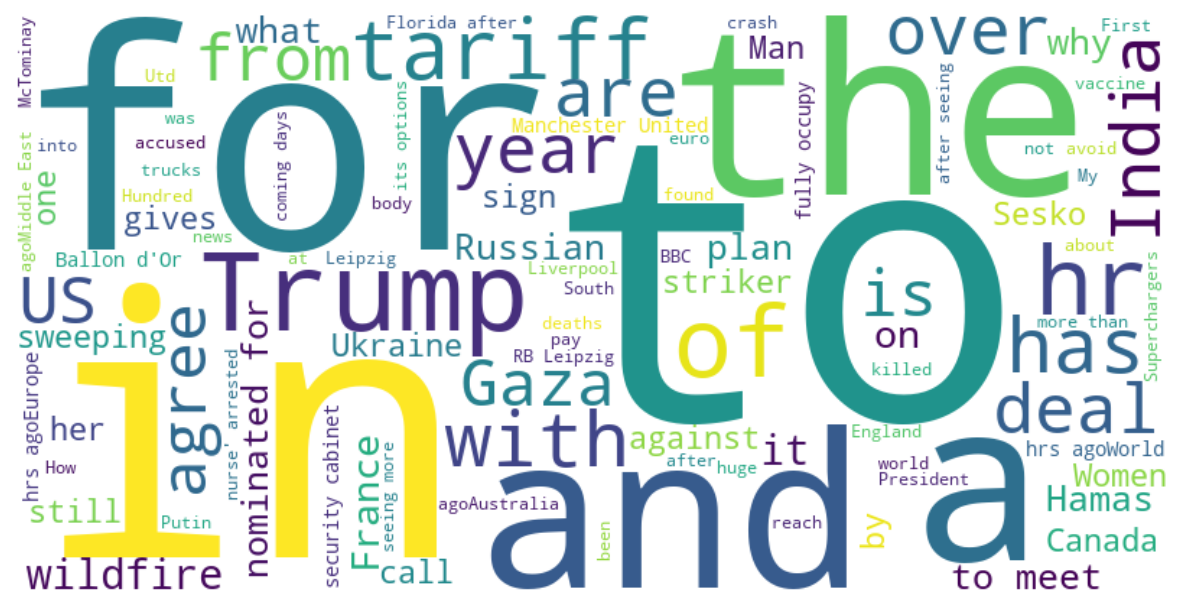 for
the
to
in
and
a
Trump
tariff
from
what
Florida after
crash
Man
over
why
First
India
McTominay
Utd
was
accused
trucks
into
one
agoMiddle East
Hundred
gives
news
coming days
its options
body
year
are
Manchester United
euro
sign
found
fully occupy
after seeing
vaccine
not
avoid
My
Sesko
about
Ballon d'Or
at
Leipzig
Russian
BBC
plan
Liverpool
South
striker
is
on
hr
has
more than
Superchargers
US
sweeping
agree
nominated for
Ukraine
deaths
pay
RB Leipzig
of
killed
Gaza
deal
hrs agoEurope
her
How
nurse' arrested
security cabinet
France
seeing more
with
against
it
after
huge
England
world
President
hrs agoWorld
Women
Hamas
Canada
still
Putin
agoAustralia
been
reach
by
wildfire
call
to meet